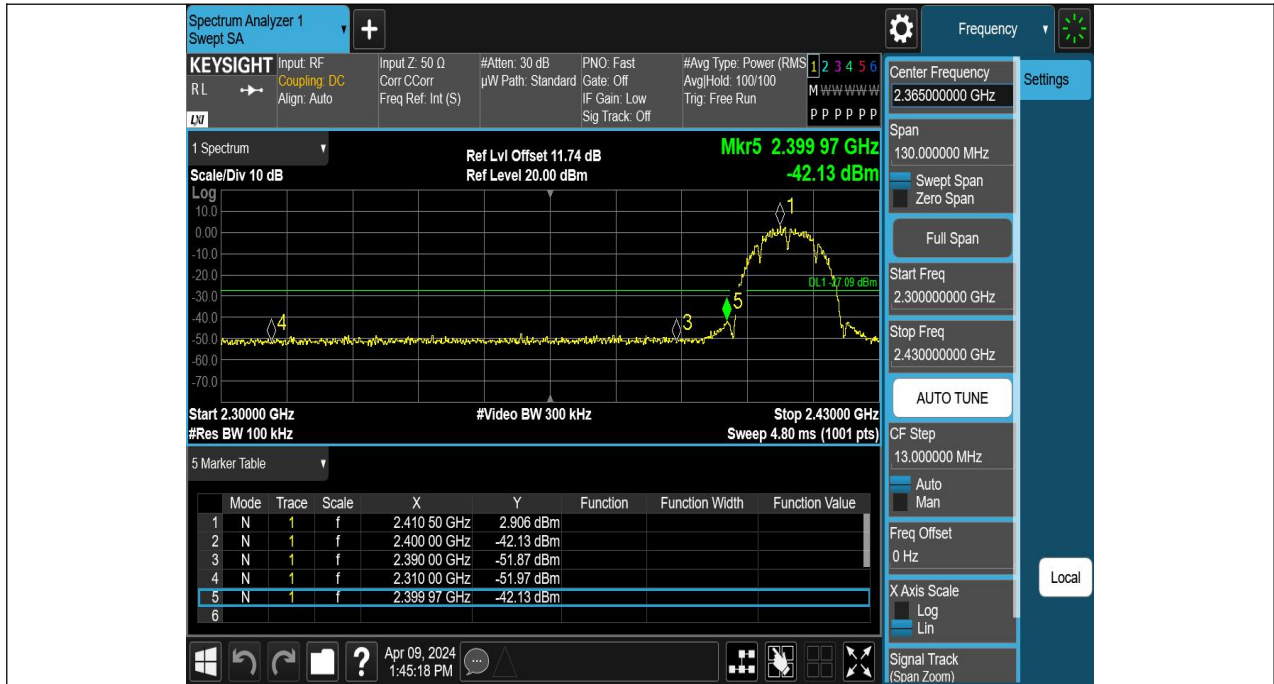 Spectrum Analyzer 1
Swept SA
+
Frequency
KEYSIGHT
RL
LXI
Input: RF
Coupling: DC
Align: Auto
Input Z: 50 Ω
Corr CCorr
Freq Ref: Int (S)
#Atten: 30 dB
µW Path: Standard
PNO: Fast
Gate: Off
IF Gain: Low
Sig Track: Off
#Avg Type: Power (RMS
Avg|Hold: 100/100
Trig: Free Run
1 2 3 4 5 6
M W W W W W
P P P P P P
1 Spectrum
Scale/Div 10 dB
Ref Lvl Offset 11.74 dB
Ref Level 20.00 dBm
Mkr5 2.399 97 GHz
-42.13 dBm
Log
10.0
0.00
-10.0
-20.0
-30.0
-40.0
-50.0
-60.0
-70.0
1
DL1 -27.09 dBm
5
3
4
Start 2.30000 GHz
#Res BW 100 kHz
#Video BW 300 kHz
Stop 2.43000 GHz
Sweep 4.80 ms (1001 pts)
5 Marker Table
Mode Trace Scale X Y Function Function Width Function Value
1 N 1 f 2.410 50 GHz 2.906 dBm
2 N 1 f 2.400 00 GHz -42.13 dBm
3 N 1 f 2.390 00 GHz -51.87 dBm
4 N 1 f 2.310 00 GHz -51.97 dBm
5 N 1 f 2.399 97 GHz -42.13 dBm
6
?
Apr 09, 2024
1:45:18 PM
Center Frequency
2.365000000 GHz
Settings
Span
130.000000 MHz
Swept Span
Zero Span
Full Span
Start Freq
2.300000000 GHz
Stop Freq
2.430000000 GHz
AUTO TUNE
CF Step
13.000000 MHz
Auto
Man
Freq Offset
0 Hz
X Axis Scale
Log
Lin
Signal Track
(Span Zoom)
Local